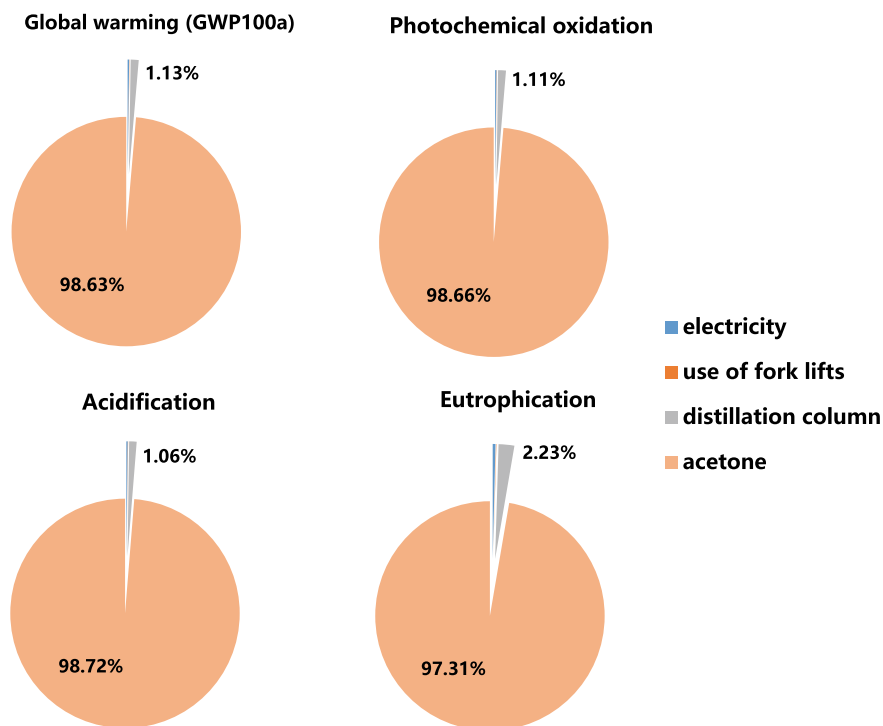 Global warming (GWP100a)
1.13%
98.63%
Photochemical oxidation
1.11%
98.66%
Acidification
1.06%
98.72%
Eutrophication
2.23%
97.31%
electricity
use of fork lifts
distillation column
acetone